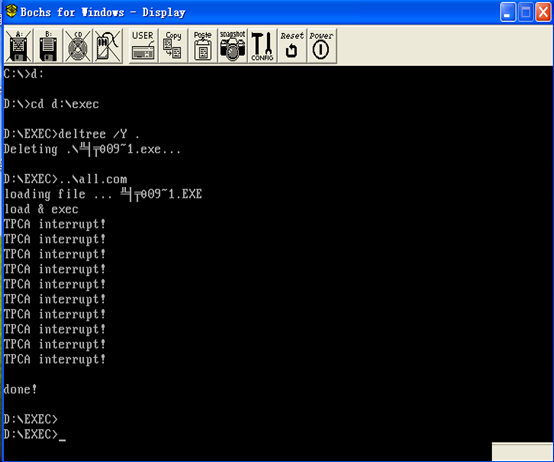 Bochs for Windows - Display
A: B: CD USER Copy Paste snapshot CONFIG Reset Power
C:\>d:
D:\>cd d:\exec
D:\EXEC>deltree /Y .
Deleting .\╩┤╤009~1.exe...
D:\EXEC>..\all.com
loading file ... ╩┤╤009~1.EXE
load & exec
TPCA interrupt!
TPCA interrupt!
TPCA interrupt!
TPCA interrupt!
TPCA interrupt!
TPCA interrupt!
TPCA interrupt!
TPCA interrupt!
TPCA interrupt!
TPCA interrupt!
done!
D:\EXEC>
D:\EXEC>_